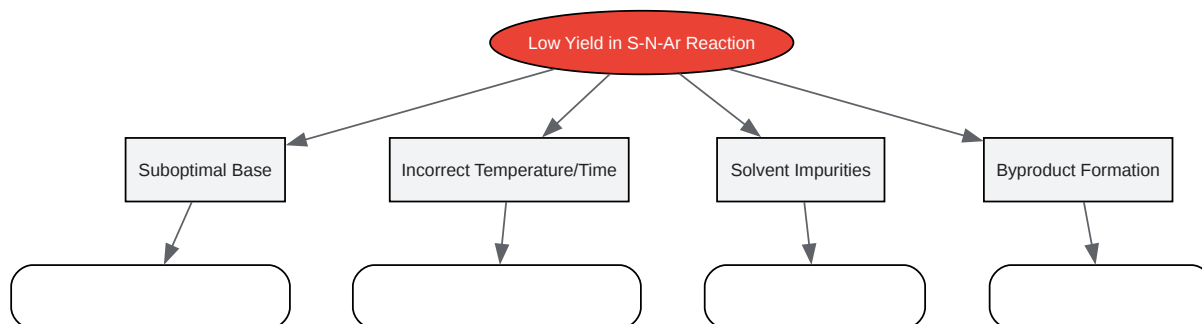 Low Yield in S-N-Ar Reaction
Suboptimal Base
Incorrect Temperature/Time
Solvent Impurities
Byproduct Formation